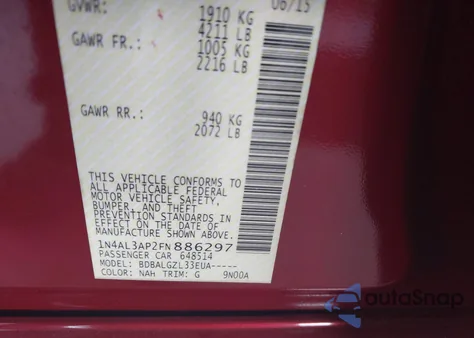 GVWR: 1910 KG 06/15
4211 LB
GAWR FR.: 1005 KG
2216 LB
GAWR RR.: 940 KG
2072 LB
THIS VEHICLE CONFORMS TO
ALL APPLICABLE FEDERAL
MOTOR VEHICLE SAFETY,
BUMPER, AND THEFT
PREVENTION STANDARDS IN
EFFECT ON THE DATE OF
MANUFACTURE SHOWN ABOVE.
1N4AL3AP2FN886297
PASSENGER CAR 648514
MODEL: BDBALGZL33EUA-----
COLOR: NAH TRIM: G 9N00A
autoSnap